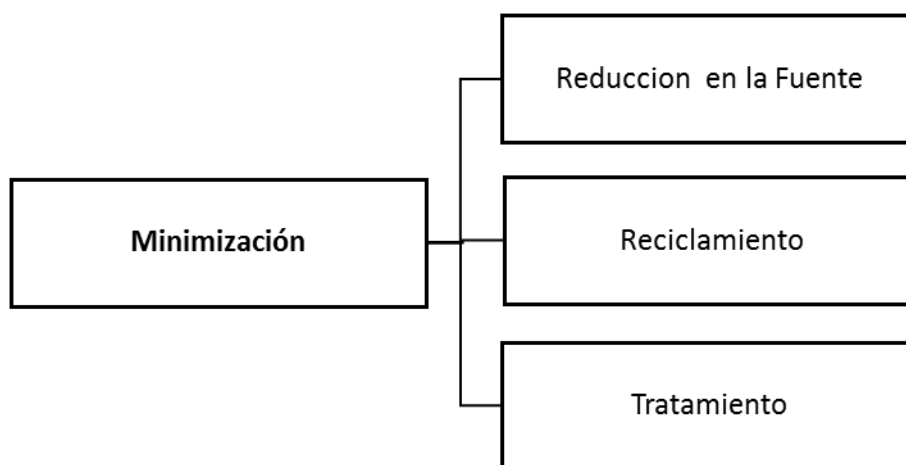 Reduccion en la Fuente
Minimización
Reciclamiento
Tratamiento